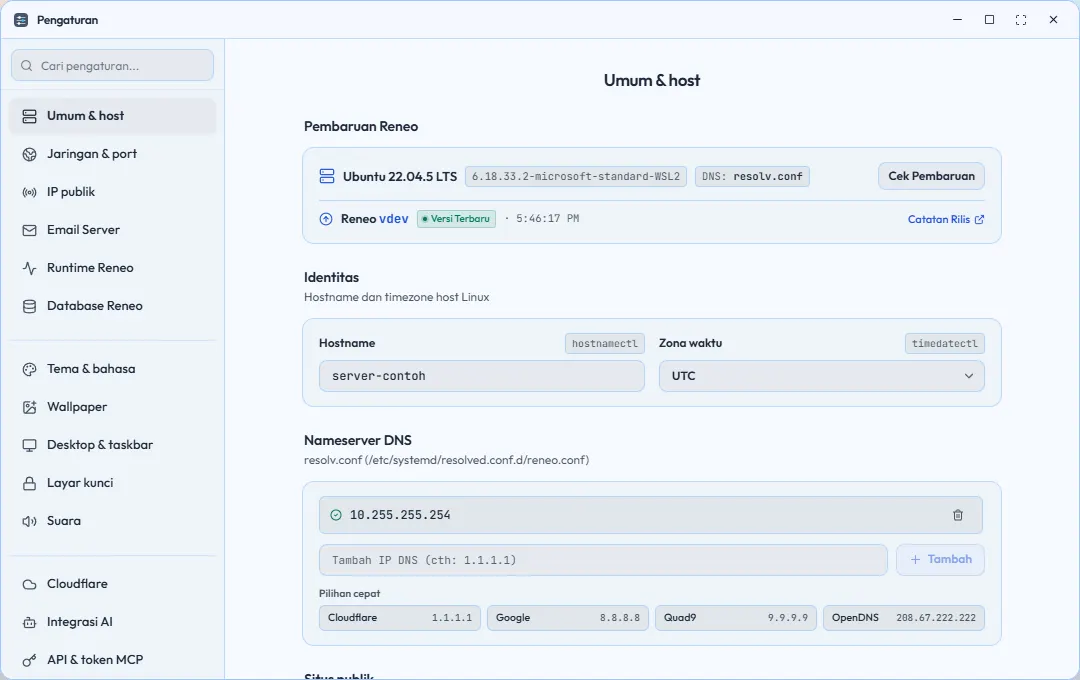 Pengaturan
Cari pengaturan...
Umum & host
Jaringan & port
IP publik
Email Server
Runtime Reneo
Database Reneo
Tema & bahasa
Wallpaper
Desktop & taskbar
Layar kunci
Suara
Cloudflare
Integrasi AI
API & token MCP
Umum & host
Pembaruan Reneo
Ubuntu 22.04.5 LTS 6.18.33.2-microsoft-standard-WSL2 DNS: resolv.conf Cek Pembaruan
Reneo vdev Versi Terbaru · 5:46:17 PM Catatan Rilis
Identitas
Hostname dan timezone host Linux
Hostname hostnamectl Zona waktu timedatectl
server-contoh UTC
Nameserver DNS
resolv.conf (/etc/systemd/resolved.conf.d/reneo.conf)
10.255.255.254
Tambah IP DNS (cth: 1.1.1.1) + Tambah
Pilihan cepat
Cloudflare 1.1.1.1 Google 8.8.8.8 Quad9 9.9.9.9 OpenDNS 208.67.222.222
Situs publik